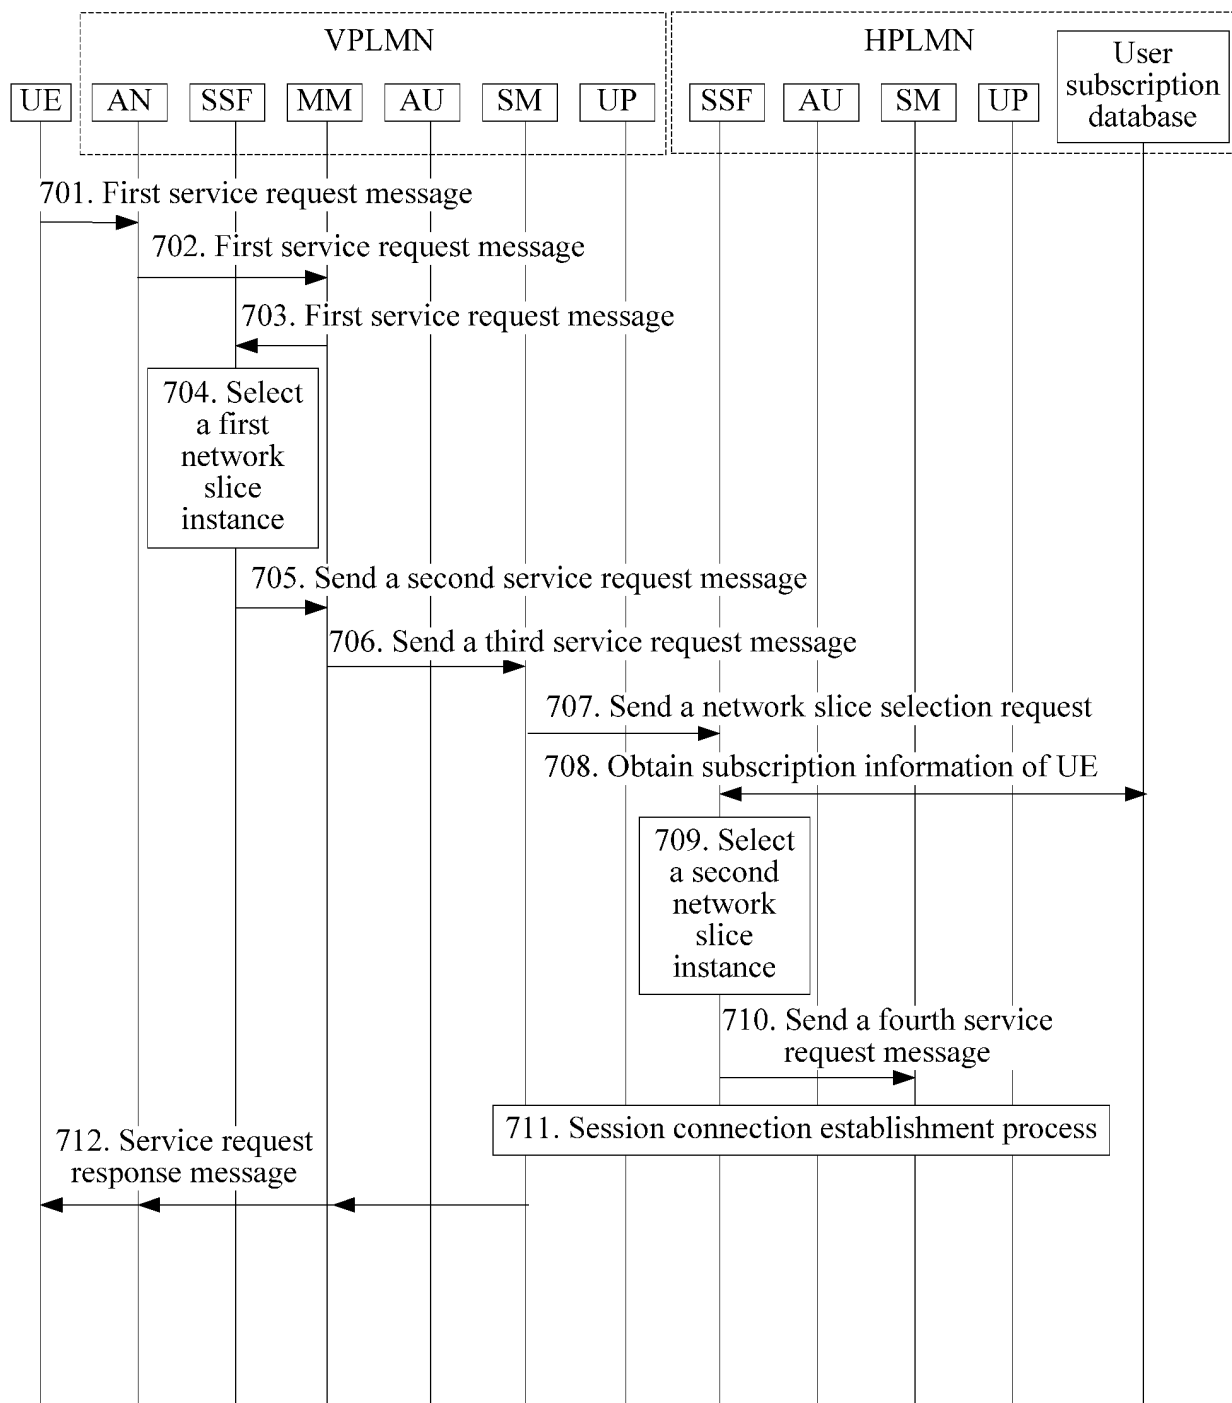 VPLMN
HPLMN
User
subscription
database
UE
AN
SSF
MM
AU
SM
UP
SSF
AU
SM
UP
701. First service request message
702. First service request message
703. First service request message
704. Select
a first
network
slice
instance
705. Send a second service request message
706. Send a third service request message
707. Send a network slice selection request
708. Obtain subscription information of UE
709. Select
a second
network
slice
instance
710. Send a fourth service
request message
711. Session connection establishment process
712. Service request
response message